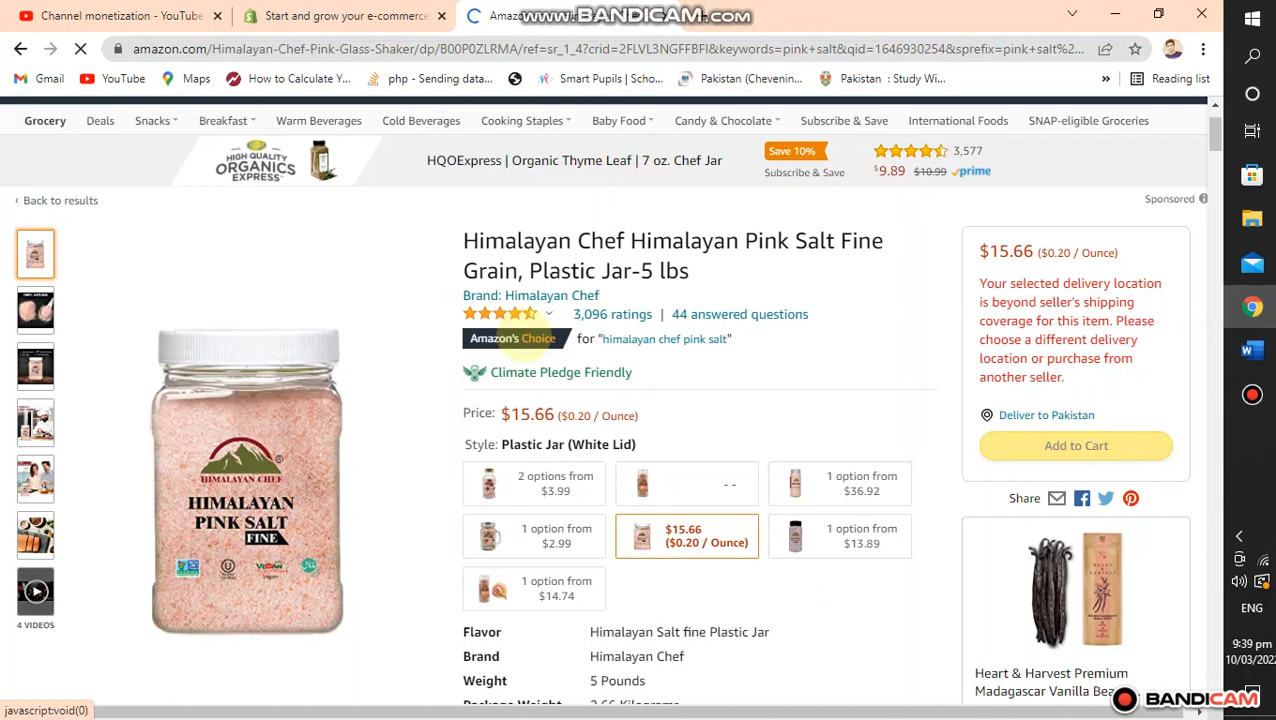 www.BANDICAM.com
monetization - YouTube
Start and grow your e-commerce
Amazo
amazon.com/Himalayan-Chef-Pink-Glass-Shaker/dp/B00P0ZLRMA/ref=sr_1_4?crid=2FLVL3NGFFBFI&keywords=pink+salt&qid=1646930254&sprefix=pink+salt%2...
Gmail
YouTube
Maps
How to Calculate Y...
php - Sending data...
Smart Pupils | Scho...
Pakistan (Chevenin...
Pakistan : Study Wi...
»
Reading list
Grocery
Deals
Snacks
Breakfast
Warm Beverages
Cold Beverages
Cooking Staples
Baby Food
Candy & Chocolate
Subscribe & Save
International Foods
SNAP-eligible Groceries
HIGH QUALITY
ORGANICS
EXPRESS
HQOExpress | Organic Thyme Leaf | 7 oz. Chef Jar
Save 10%
Subscribe & Save
3,577
$9.89 $10.99 prime
‹ Back to results
Sponsored
Himalayan Chef Himalayan Pink Salt Fine
Grain, Plastic Jar-5 lbs
Brand: Himalayan Chef
3,096 ratings | 44 answered questions
Amazon's Choice for "himalayan chef pink salt"
Climate Pledge Friendly
Price: $15.66 ($0.20 / Ounce)
Style: Plastic Jar (White Lid)
2 options from
$3.99
- -
1 option from
$36.92
1 option from
$2.99
$15.66
($0.20 / Ounce)
1 option from
$13.89
1 option from
$14.74
Flavor Himalayan Salt fine Plastic Jar
Brand Himalayan Chef
Weight 5 Pounds
HIMALAYAN CHEF
HIMALAYAN
PINK SALT
FINE
VEGAN
4 VIDEOS
$15.66 ($0.20 / Ounce)
Your selected delivery location
is beyond seller's shipping
coverage for this item. Please
choose a different delivery
location or purchase from
another seller.
Deliver to Pakistan
Add to Cart
Share
Heart & Harvest Premium
Madagascar Vanilla Bea
javascript:void(0)
ENG
9:39 pm
10/03/202
BANDICAM